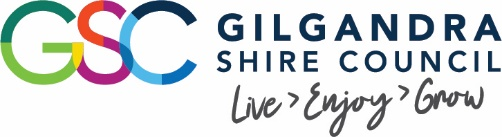 GSC GILGANDRA
SHIRE COUNCIL
Live > Enjoy > Grow